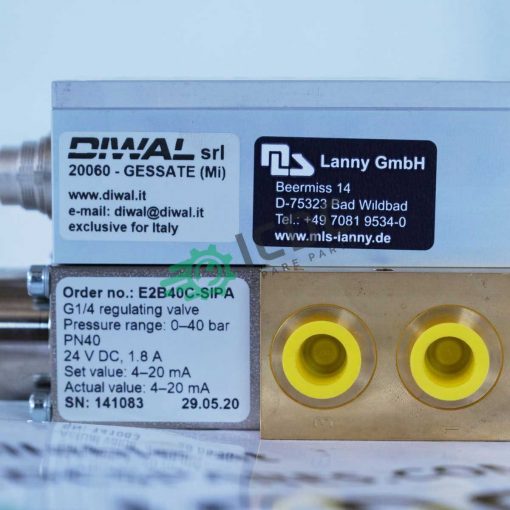 DIWAL srl
20060 - GESSATE (Mi)
www.diwal.it
e-mail: diwal@diwal.it
exclusive for Italy
mls Lanny GmbH
Beermiss 14
D-75323 Bad Wildbad
Tel.: +49 7081 9534-0
www.mls-lanny.de
Order no.: E2B40C-SIPA
G1/4 regulating valve
Pressure range: 0–40 bar
PN40
24 V DC, 1.8 A
Set value: 4–20 mA
Actual value: 4–20 mA
SN: 141083 29.05.20